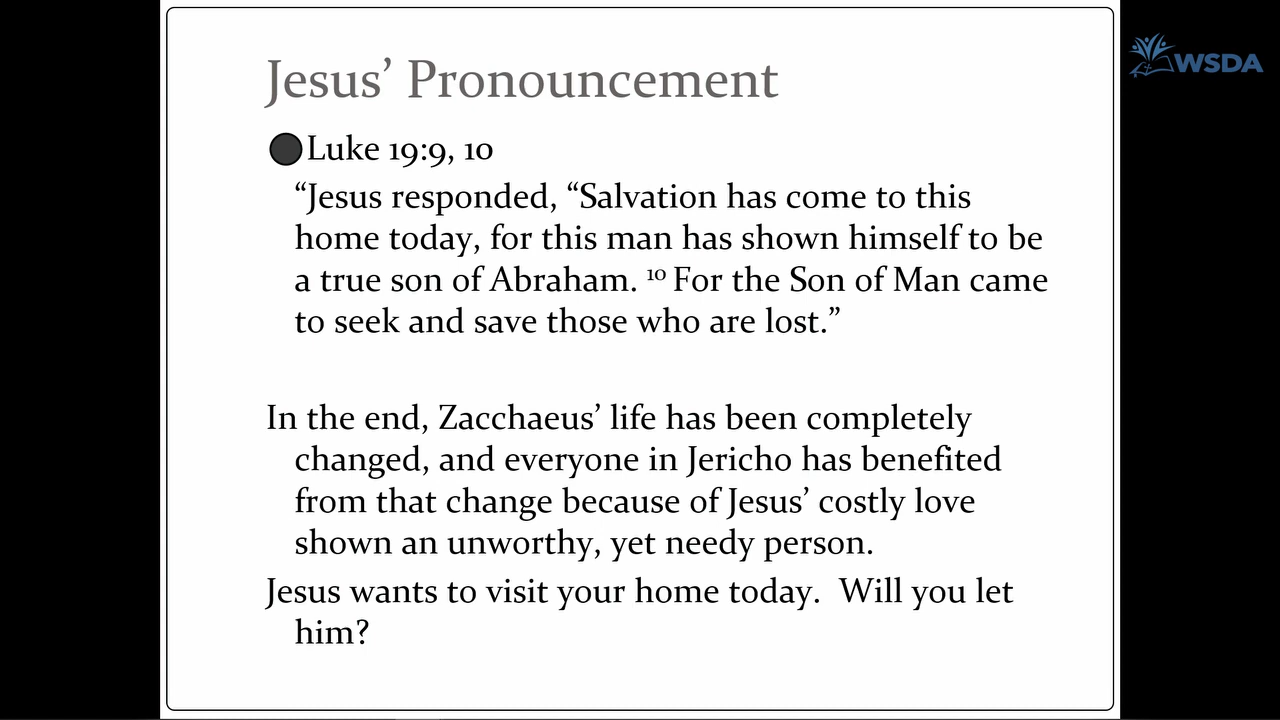 Jesus’ Pronouncement
WSDA
Luke 19:9, 10
“Jesus responded, “Salvation has come to this
home today, for this man has shown himself to be
a true son of Abraham. ¹⁰ For the Son of Man came
to seek and save those who are lost.”
In the end, Zacchaeus’ life has been completely
changed, and everyone in Jericho has benefited
from that change because of Jesus’ costly love
shown an unworthy, yet needy person.
Jesus wants to visit your home today.  Will you let
him?